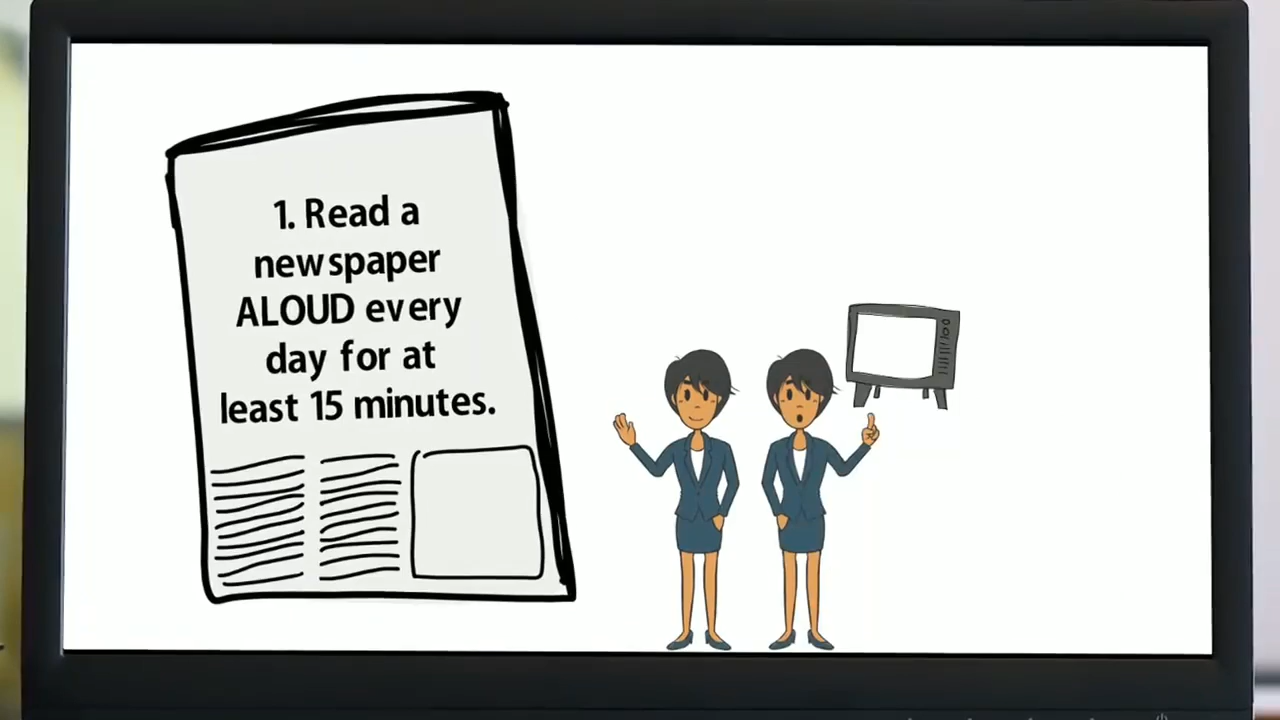 1. Read a
newspaper
ALOUD every
day for at
least 15 minutes.